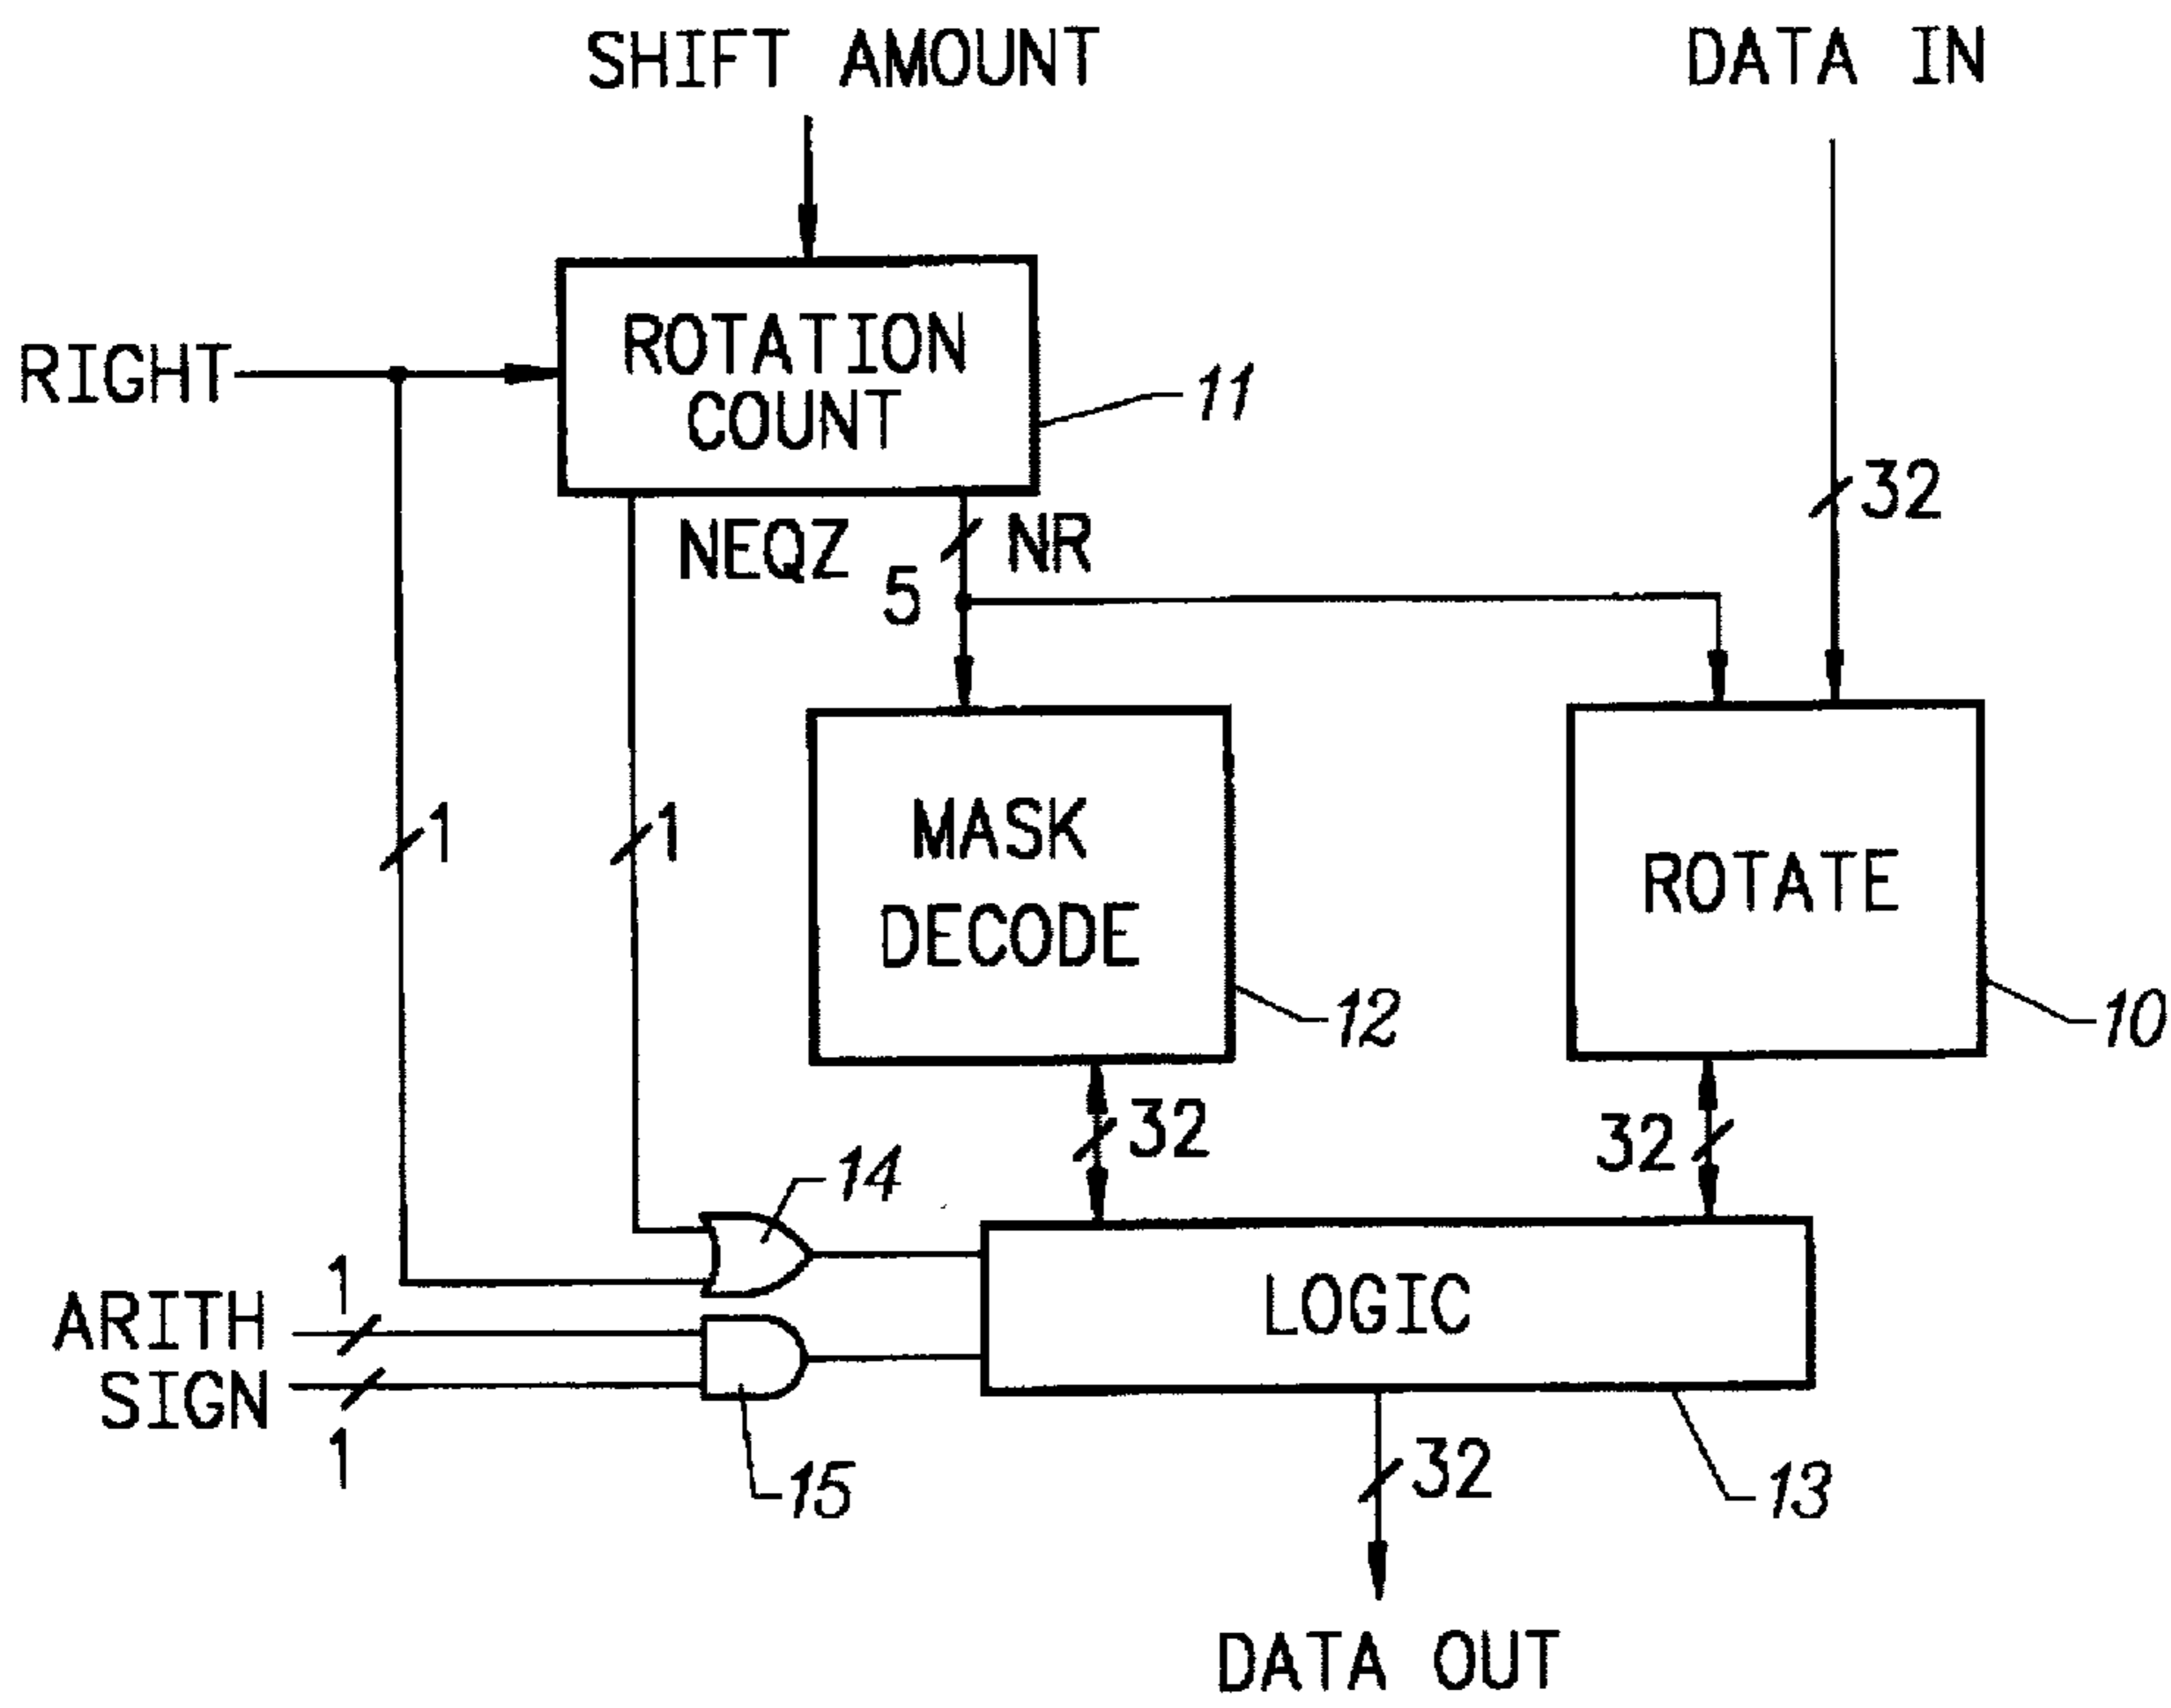 SHIFT AMOUNT
DATA IN
RIGHT
ROTATION
COUNT
11
32
NEQZ
NR
5
1
1
MASK
DECODE
ROTATE
12
10
32
32
14
1
ARITH
SIGN
1
LOGIC
15
32
13
DATA OUT